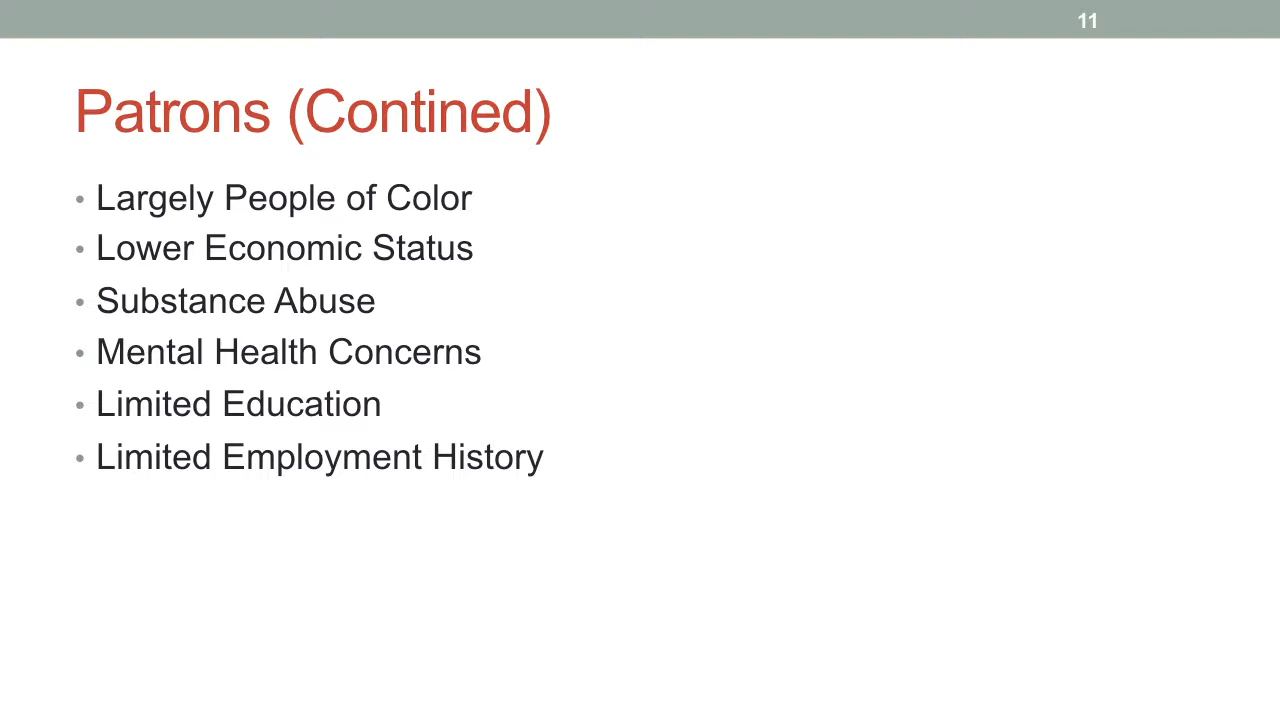 11
Patrons (Contined)
• Largely People of Color
• Lower Economic Status
• Substance Abuse
• Mental Health Concerns
• Limited Education
• Limited Employment History